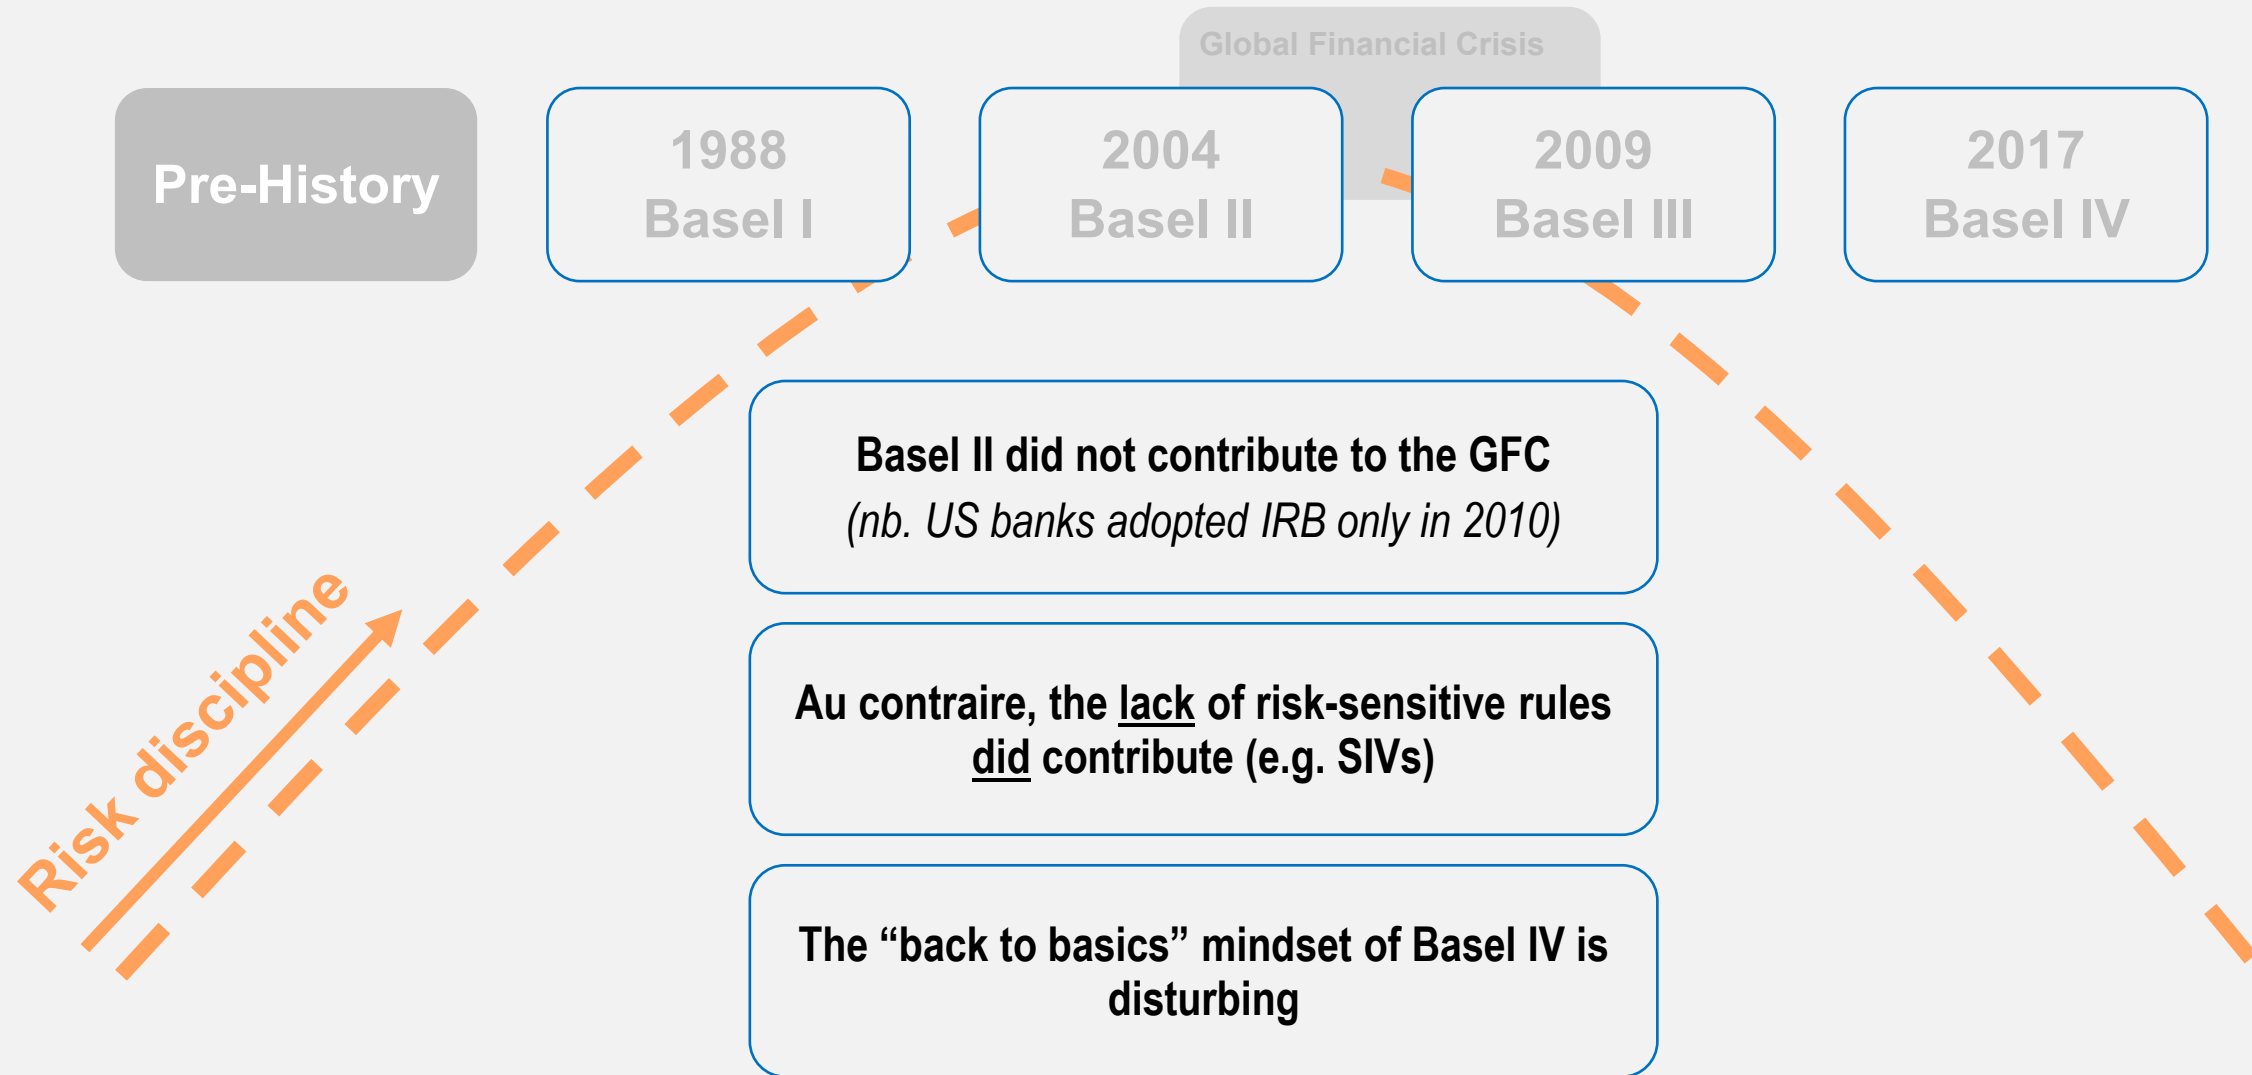 Global Financial Crisis
Pre-History
1988
Basel I
2004
Basel II
2009
Basel III
2017
Basel IV
Risk discipline
Basel II did not contribute to the GFC
(nb. US banks adopted IRB only in 2010)
Au contraire, the lack of risk-sensitive rules
did contribute (e.g. SIVs)
The “back to basics” mindset of Basel IV is
disturbing